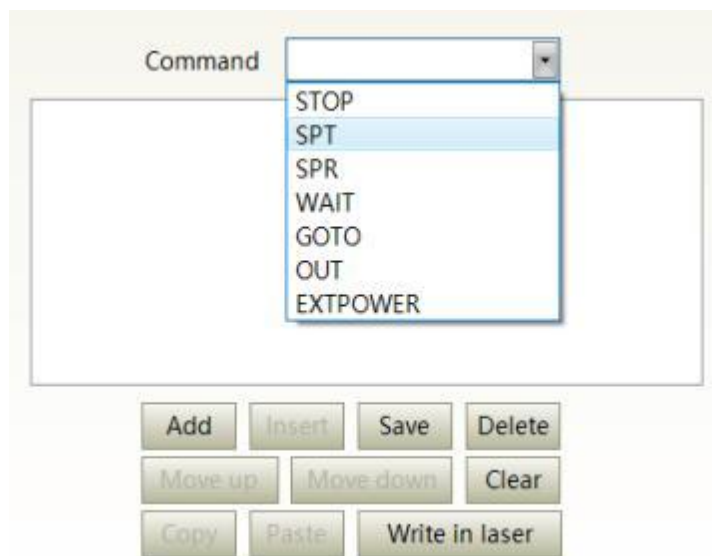 Command
STOP
SPT
SPR
WAIT
GOTO
OUT
EXTPOWER
Add Insert Save Delete
Move up Move down Clear
Copy Paste Write in laser